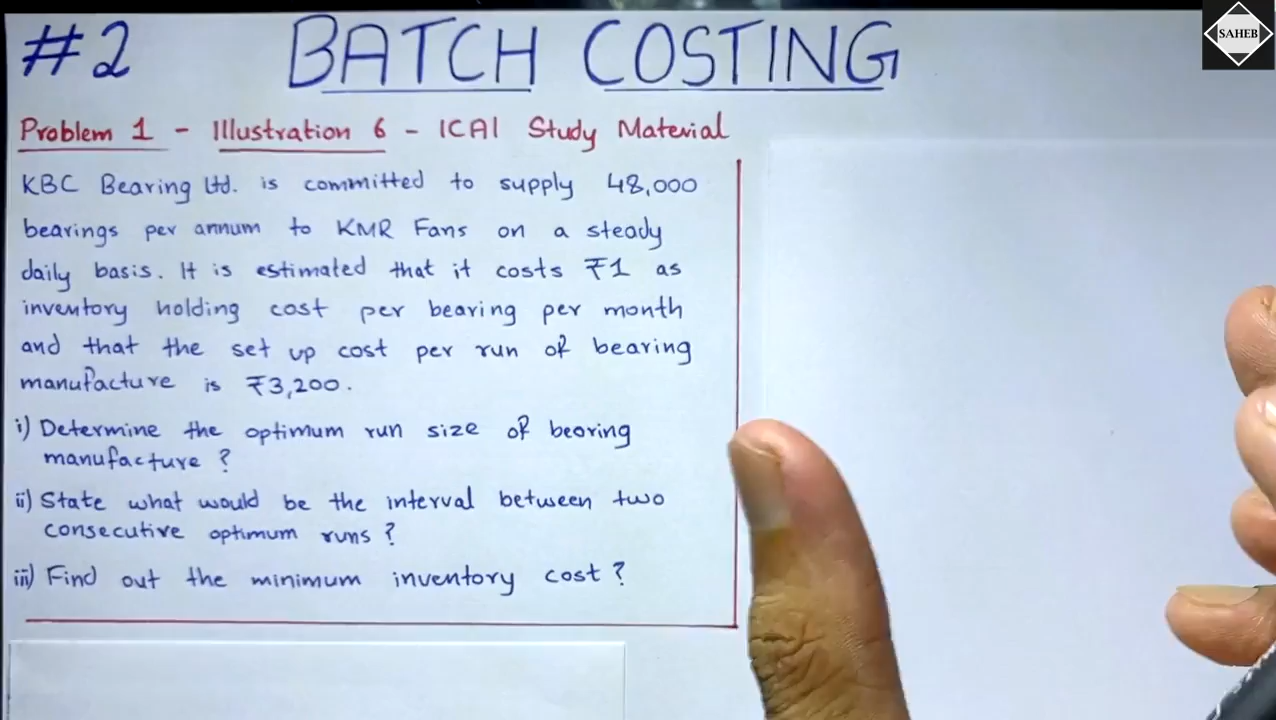 #2 BATCH COSTING
SAHEB
Problem 1 - Illustration 6 - ICAI Study Material
KBC Bearing Ltd. is committed to supply 48,000
bearings per annum to KMR Fans on a steady
daily basis. It is estimated that it costs ₹1 as
inventory holding cost per bearing per month
and that the set up cost per run of bearing
manufacture is ₹3,200.
i) Determine the optimum run size of bearing
manufacture ?
ii) State what would be the interval between two
consecutive optimum runs ?
iii) Find out the minimum inventory cost ?